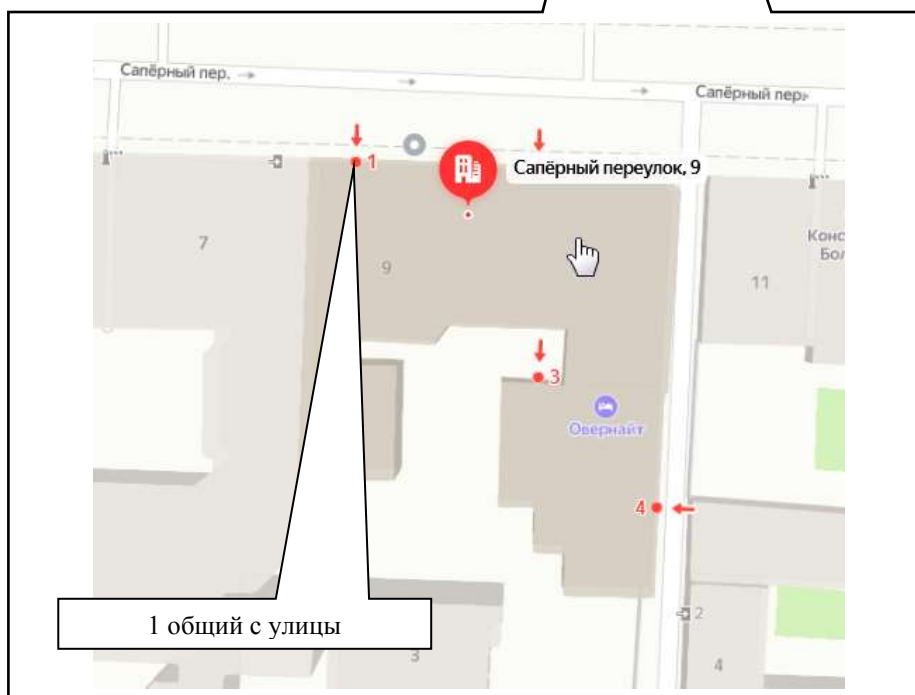 Сапёрный пер.
Сапёрный пер.
1
Сапёрный переулок, 9
7
9
Конс
Бол
11
3
Овернайт
4
2
1 общий с улицы
3
4